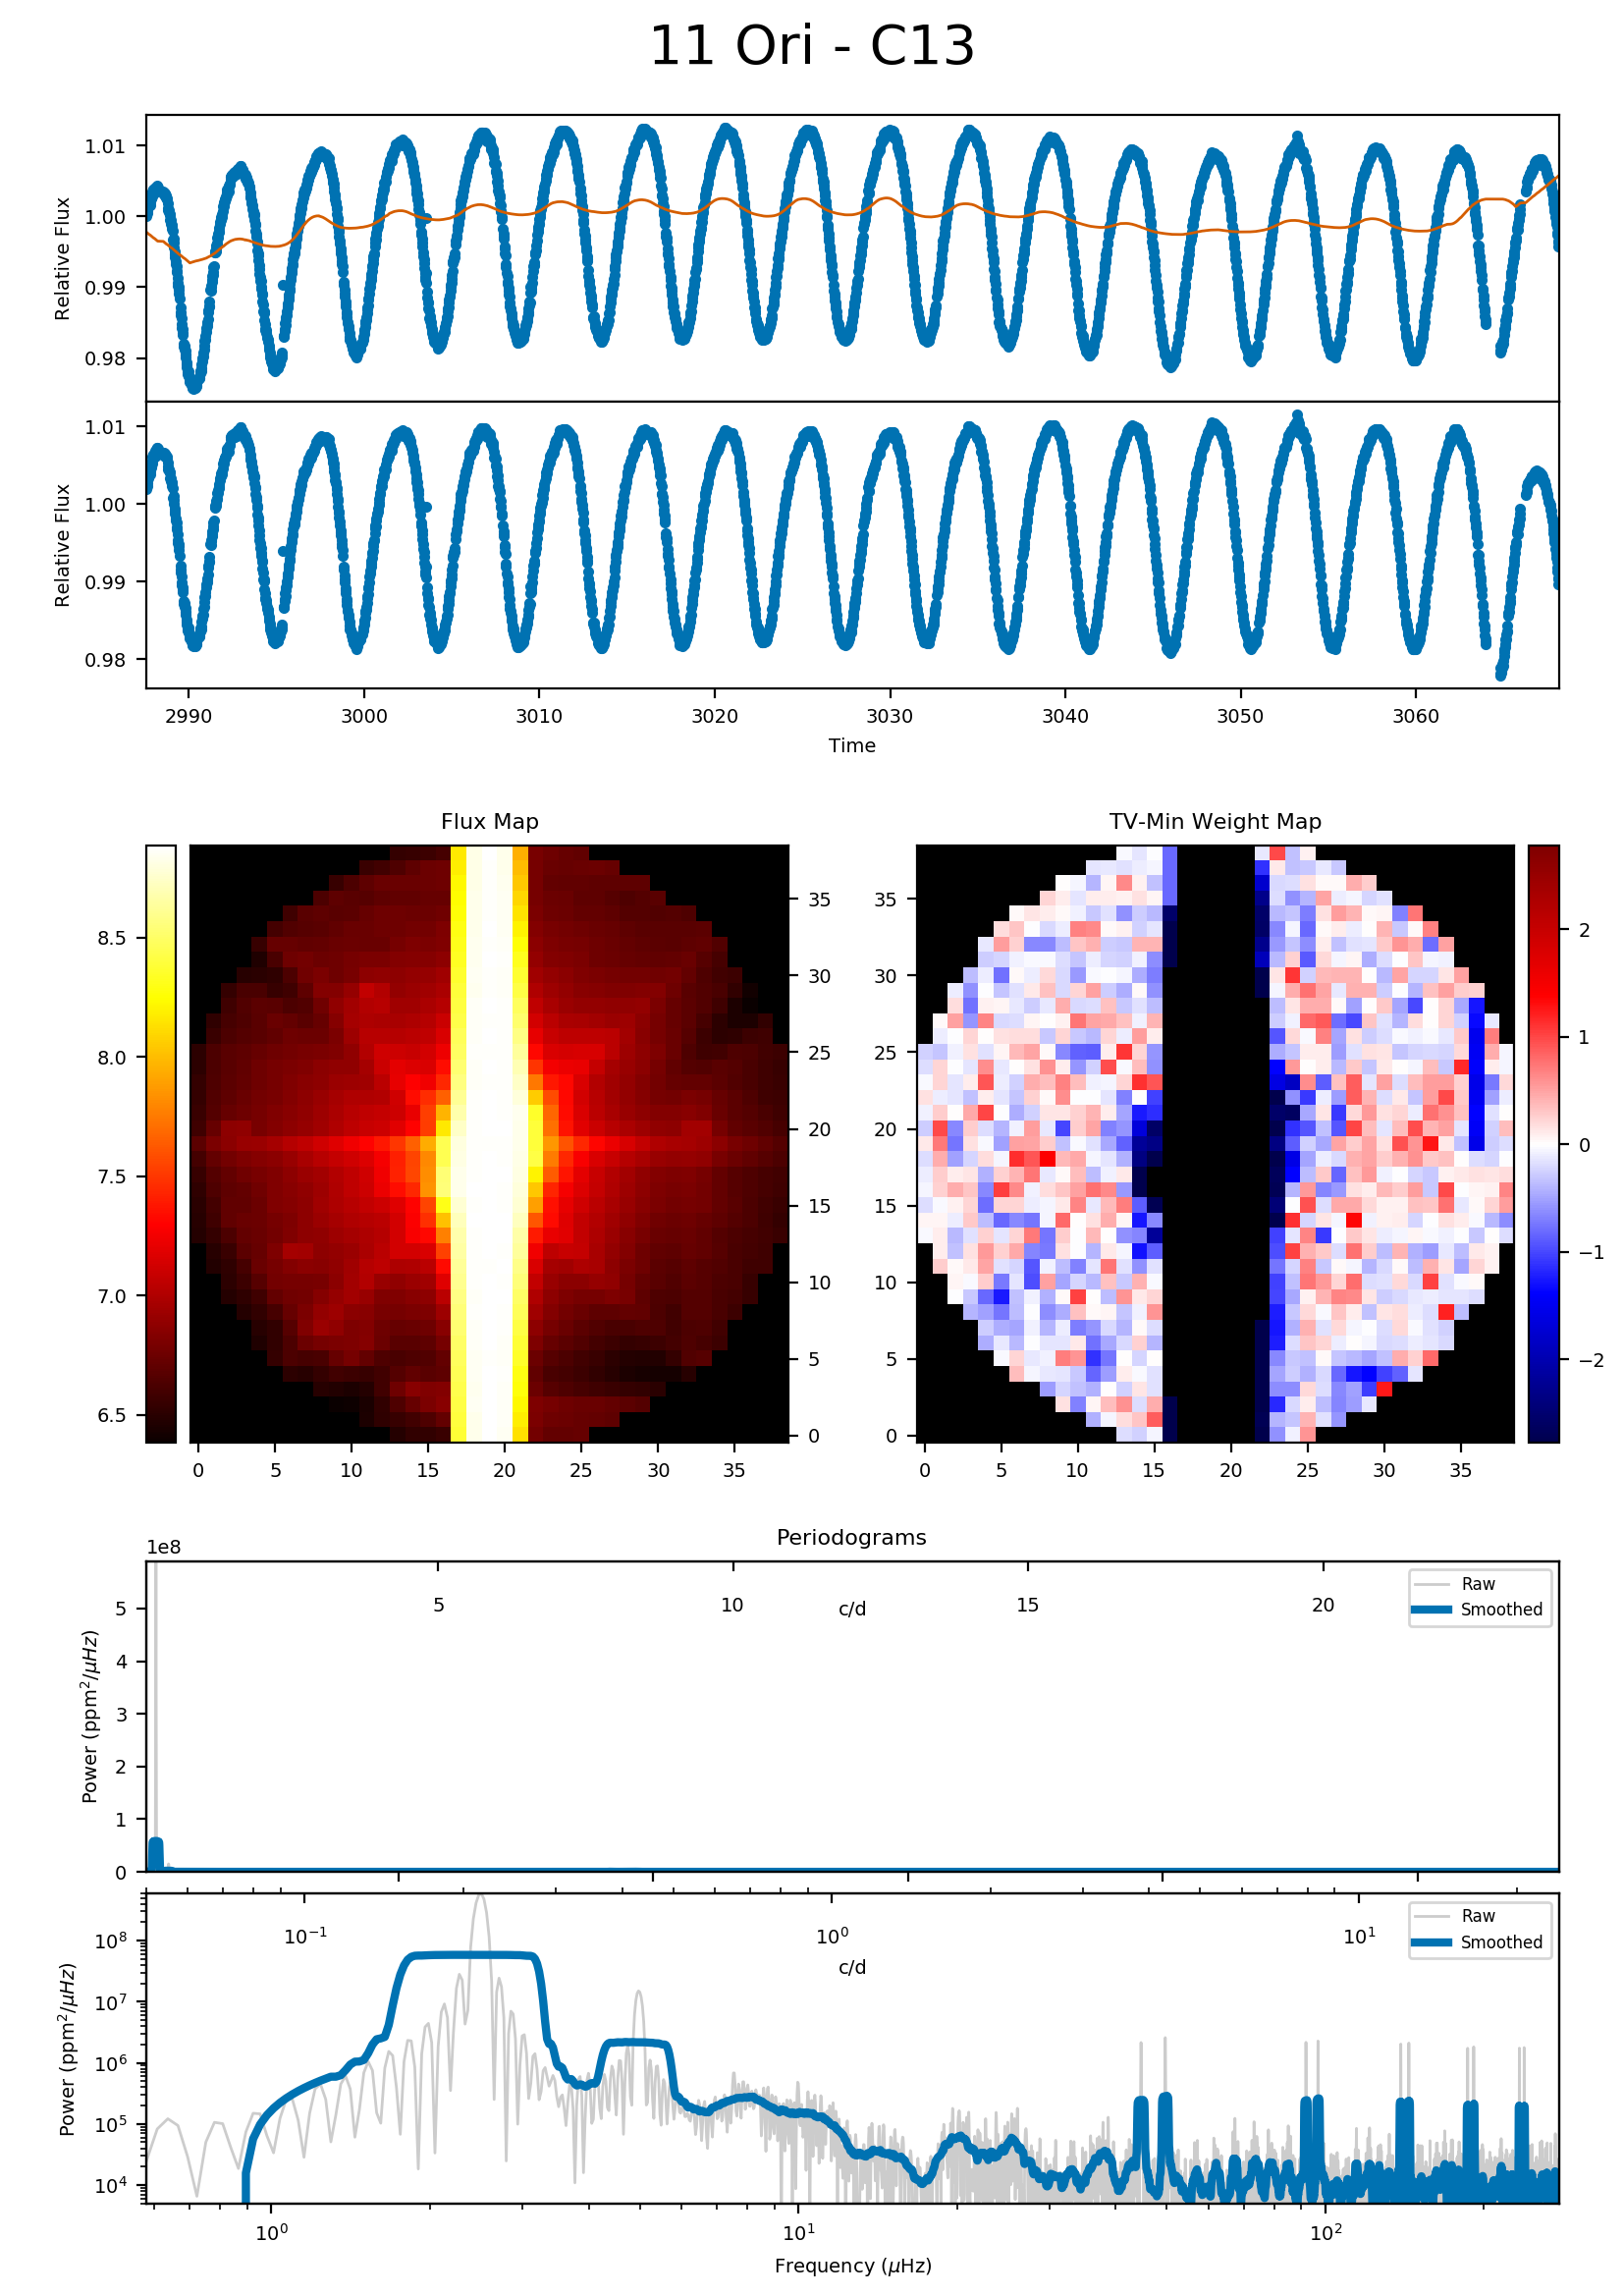 11 Ori - C13
1.01
1.00
0.99
0.98
Relative Flux
1.01
1.00
0.99
0.98
Relative Flux
2990 3000 3010 3020 3030 3040 3050 3060
Time
Flux Map
8.5
8.0
7.5
7.0
6.5
35
30
25
20
15
10
5
0
0 5 10 15 20 25 30 35
TV-Min Weight Map
35
30
25
20
15
10
5
0
0 5 10 15 20 25 30 35
2
1
0
−1
−2
Periodograms
1e8
5
4
3
2
1
0
Power (ppm²/μHz)
5 10 15 20
c/d
Raw
Smoothed
10⁸
10⁷
10⁶
10⁵
10⁴
Power (ppm²/μHz)
10⁻¹ 10⁰ 10¹
c/d
Raw
Smoothed
10⁰ 10¹ 10²
Frequency (μHz)